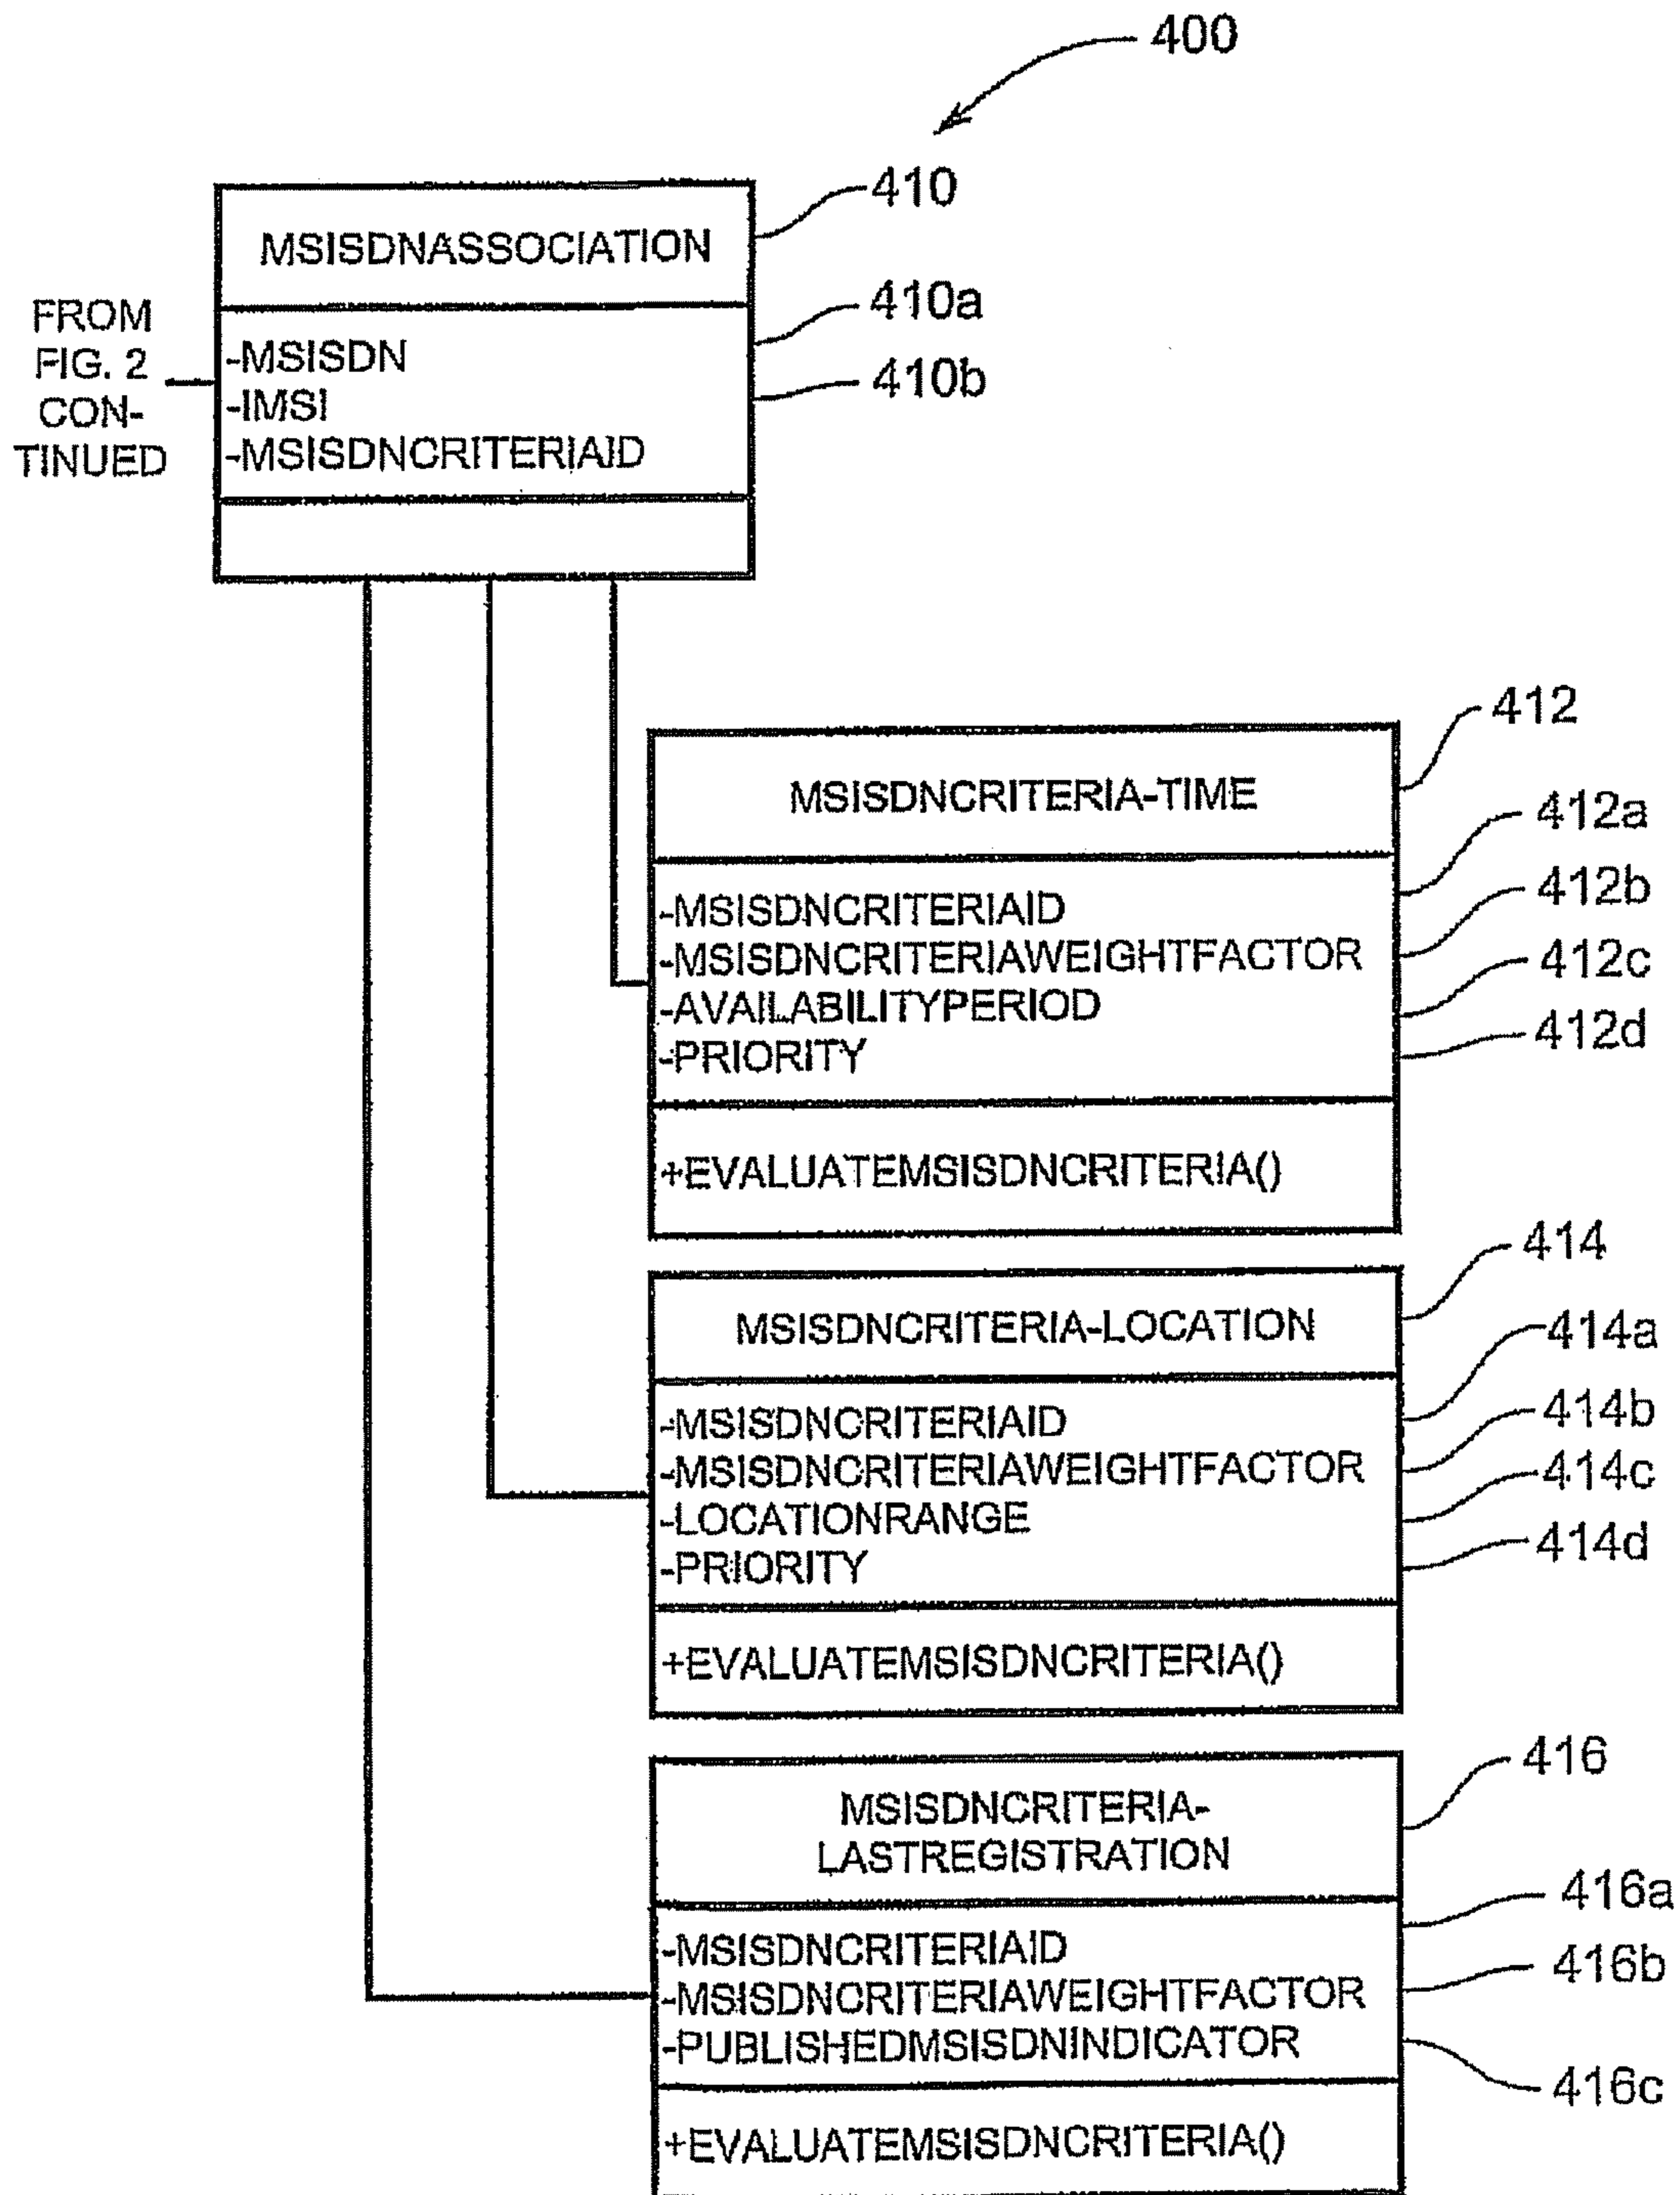 400
410
MSISDNASSOCIATION
410a
FROM
FIG. 2
CON-
TINUED
-MSISDN
-IMSI
-MSISDNCRITERIAID
410b
412
MSISDNCRITERIA-TIME
412a
-MSISDNCRITERIAID
412b
-MSISDNCRITERIAWEIGHTFACTOR
412c
-AVAILABILITYPERIOD
412d
-PRIORITY
+EVALUATEMSISDNCRITERIA()
414
MSISDNCRITERIA-LOCATION
414a
-MSISDNCRITERIAID
414b
-MSISDNCRITERIAWEIGHTFACTOR
414c
-LOCATIONRANGE
414d
-PRIORITY
+EVALUATEMSISDNCRITERIA()
416
MSISDNCRITERIA-
LASTREGISTRATION
416a
-MSISDNCRITERIAID
416b
-MSISDNCRITERIAWEIGHTFACTOR
-PUBLISHEDMSISDNINDICATOR
416c
+EVALUATEMSISDNCRITERIA()